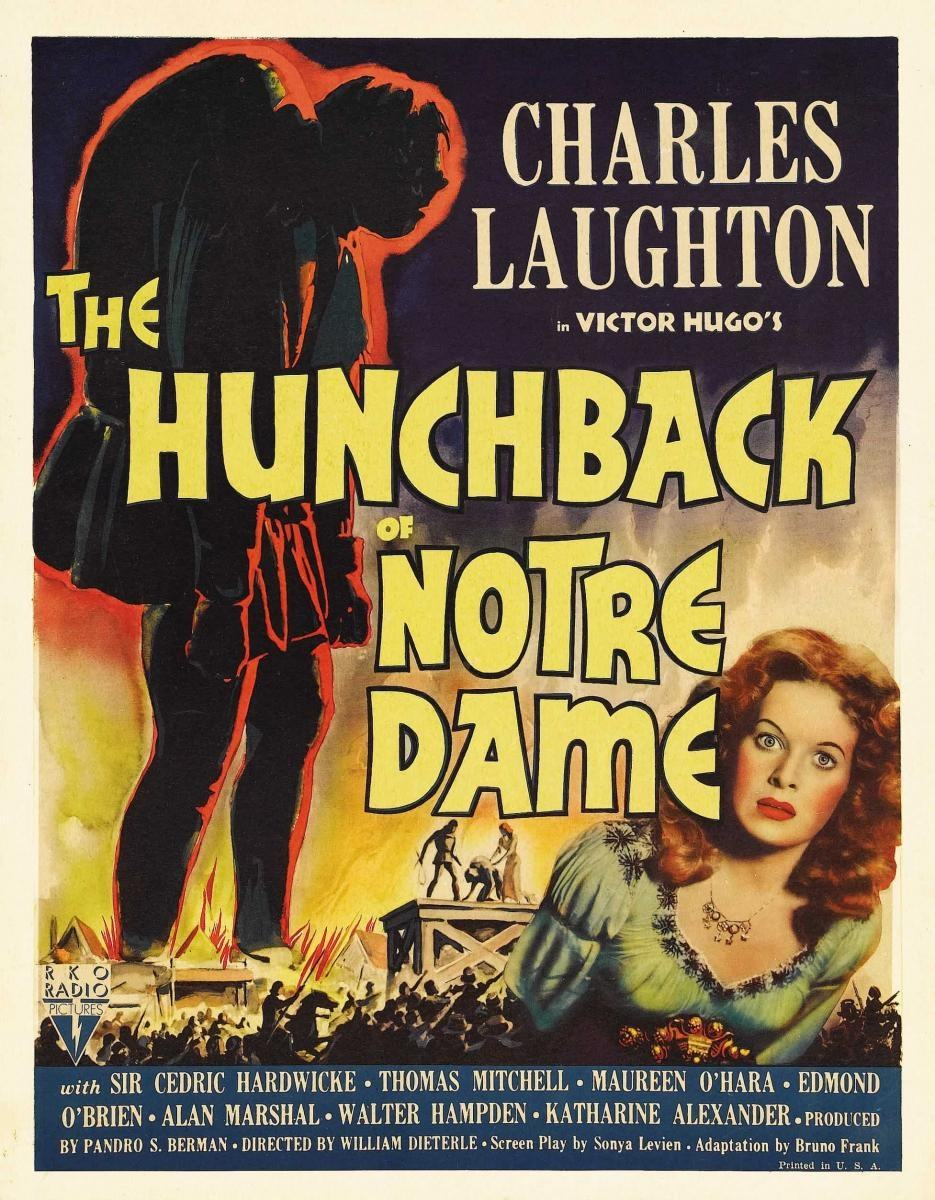 CHARLES
LAUGHTON
in VICTOR HUGO'S
THE
HUNCHBACK
OF
NOTRE
DAME
RKO
RADIO
PICTURES
with SIR CEDRIC HARDWICKE • THOMAS MITCHELL • MAUREEN O'HARA • EDMOND
O'BRIEN • ALAN MARSHAL • WALTER HAMPDEN • KATHARINE ALEXANDER • PRODUCED
BY PANDRO S. BERMAN • DIRECTED BY WILLIAM DIETERLE • Screen Play by Sonya Levien • Adaptation by Bruno Frank
Printed in U. S. A.